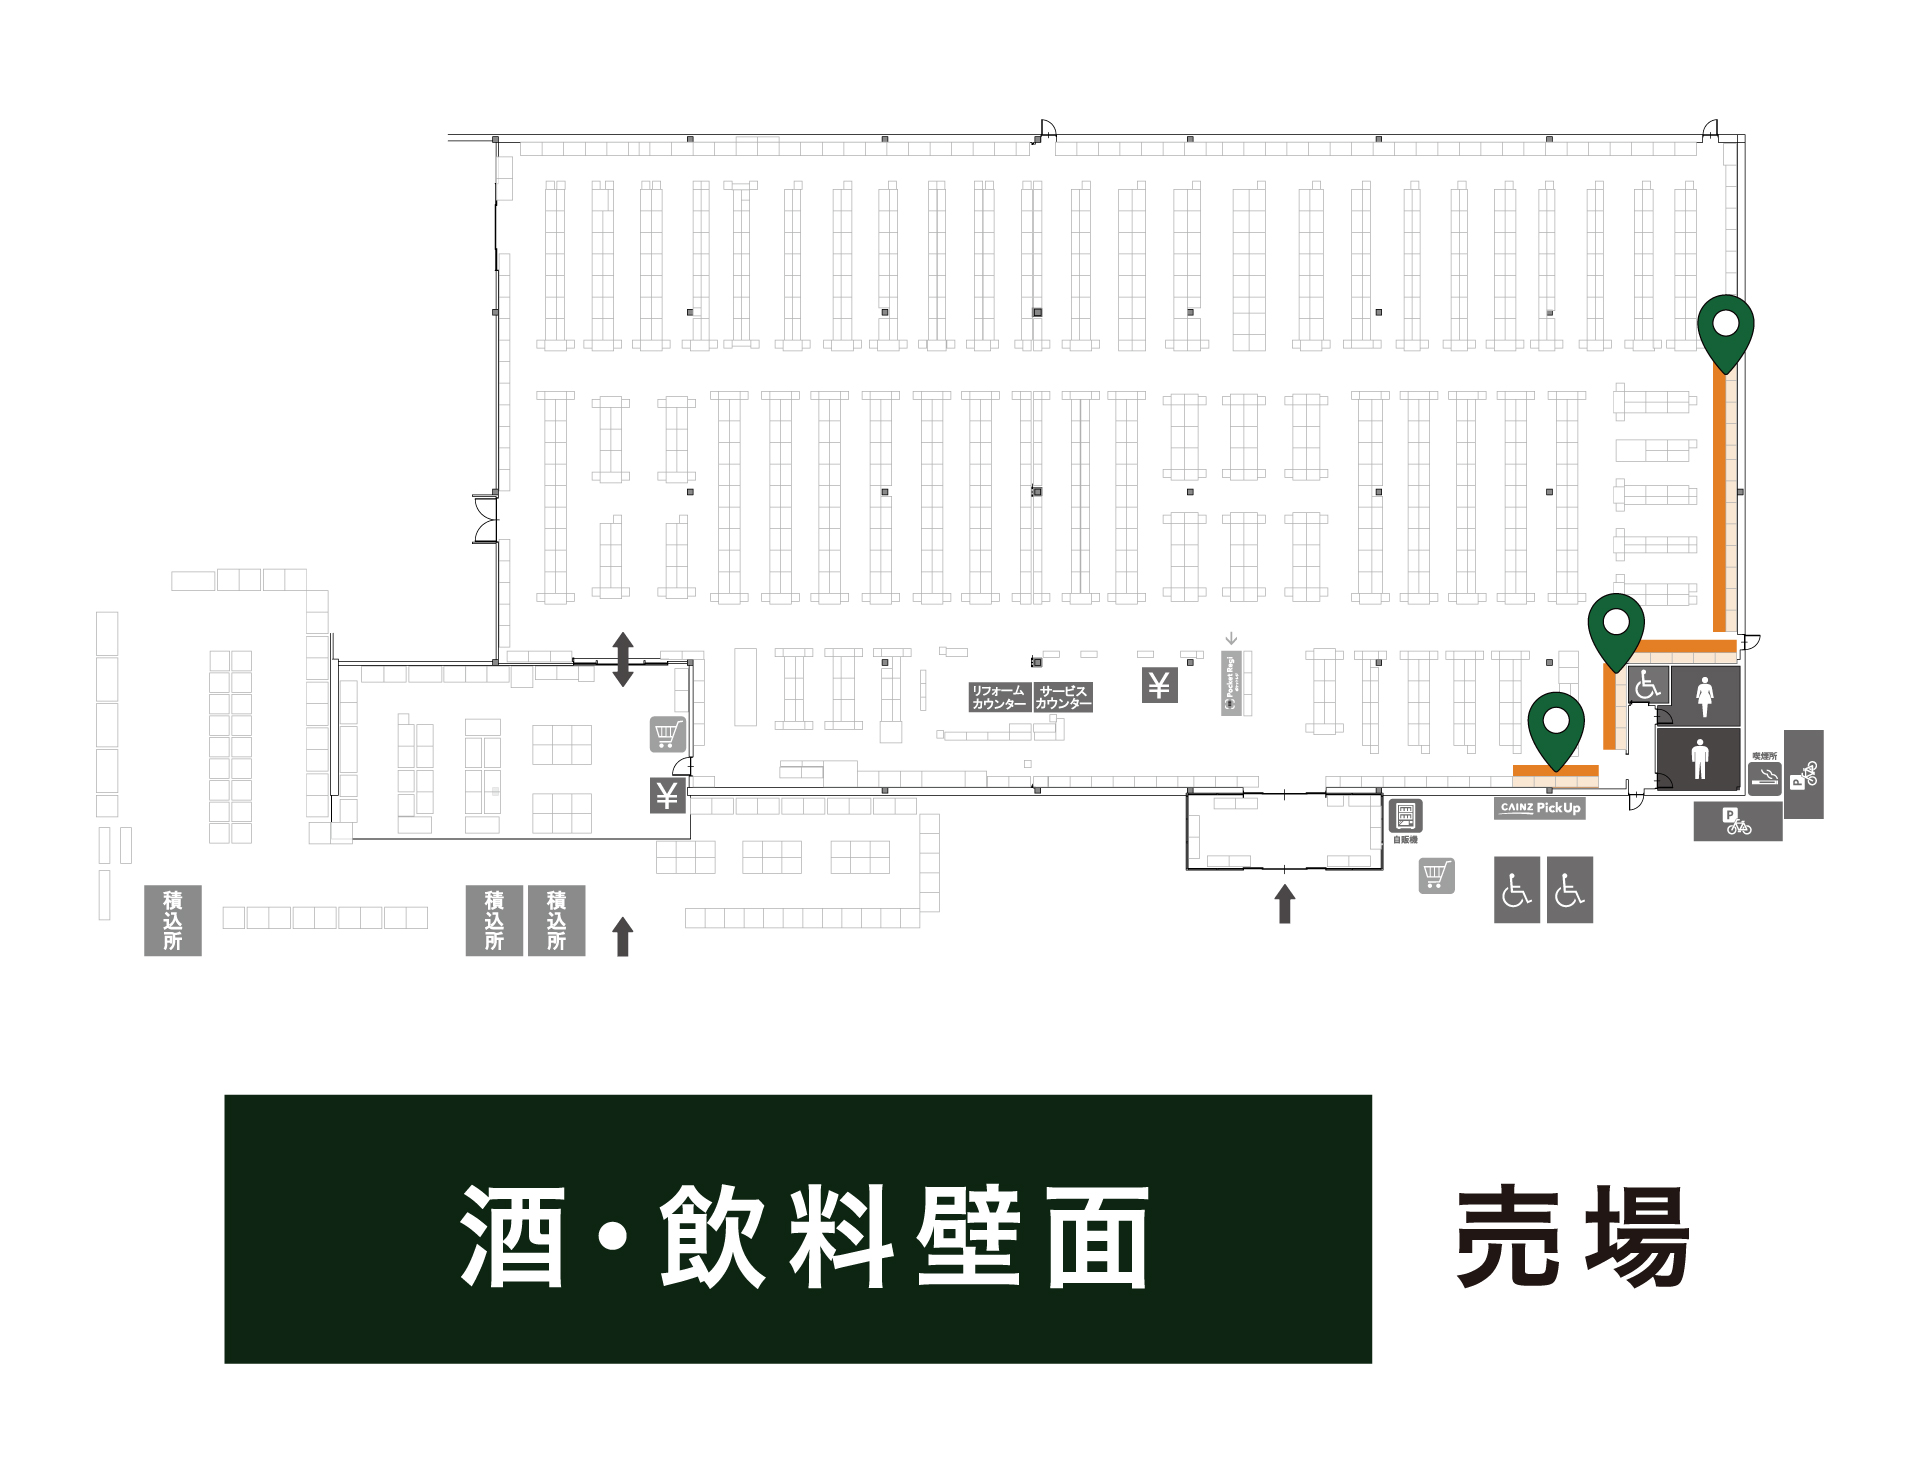 Pocket Regi
リフォーム
カウンター
サービス
カウンター
¥
¥
CAINZ PickUp
自販機
喫煙所
P
P
積込所
積込所
積込所
酒・飲料壁面
売場